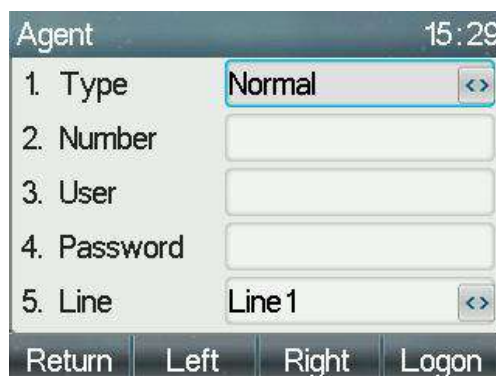 Agent 15:29
1. Type Normal <>
2. Number
3. User
4. Password
5. Line Line1 <>
Return Left Right Logon